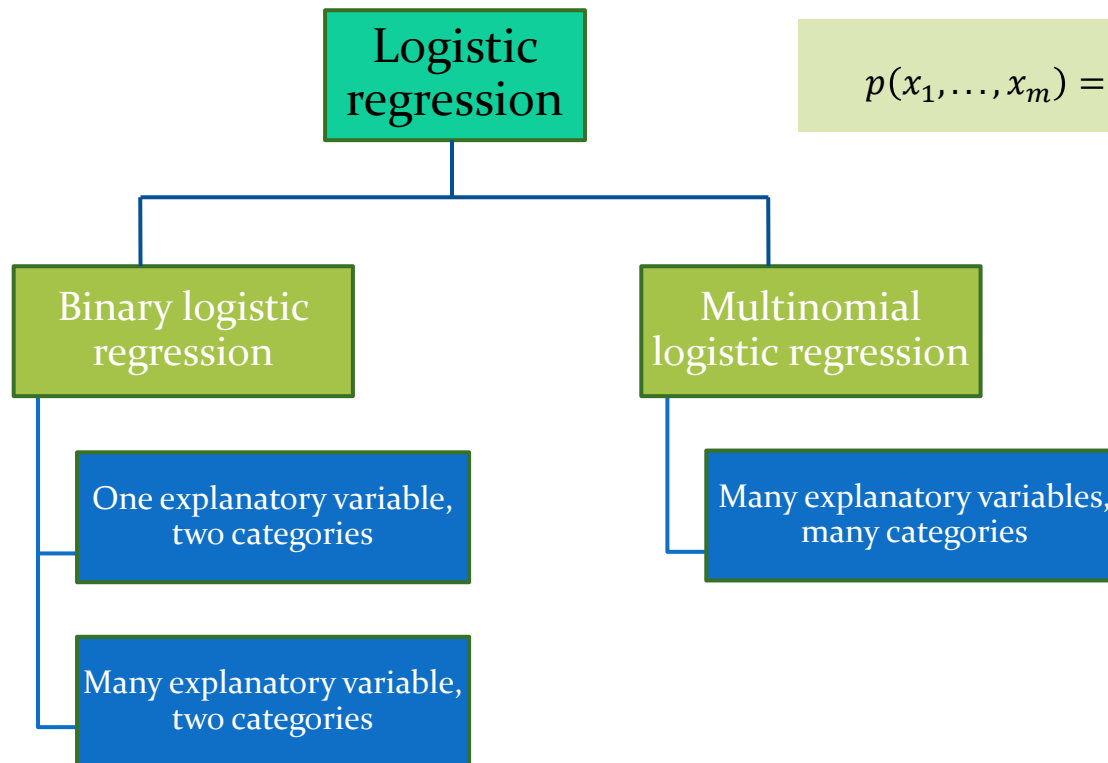 Logistic
regression
p(x₁,...,xₘ) =
Binary logistic
regression
Multinomial
logistic regression
One explanatory variable,
two categories
Many explanatory variables,
many categories
Many explanatory variable,
two categories